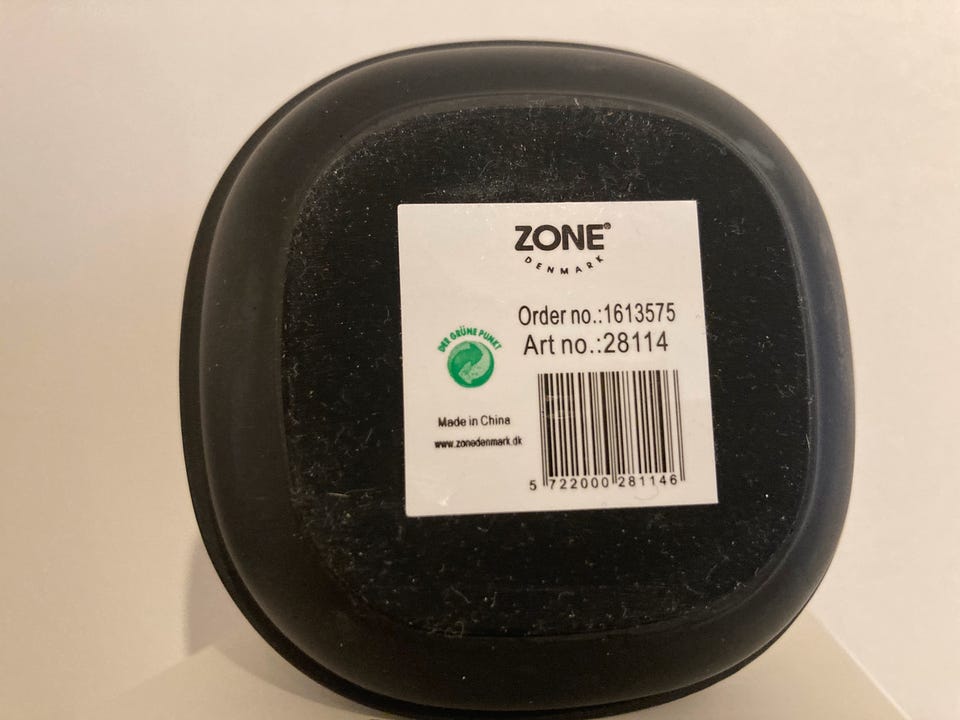 ZONE®
DENMARK
Order no.:1613575
Art no.:28114
DER GRÜNE PUNKT
Made in China
www.zonedenmark.dk
5 722000 281146